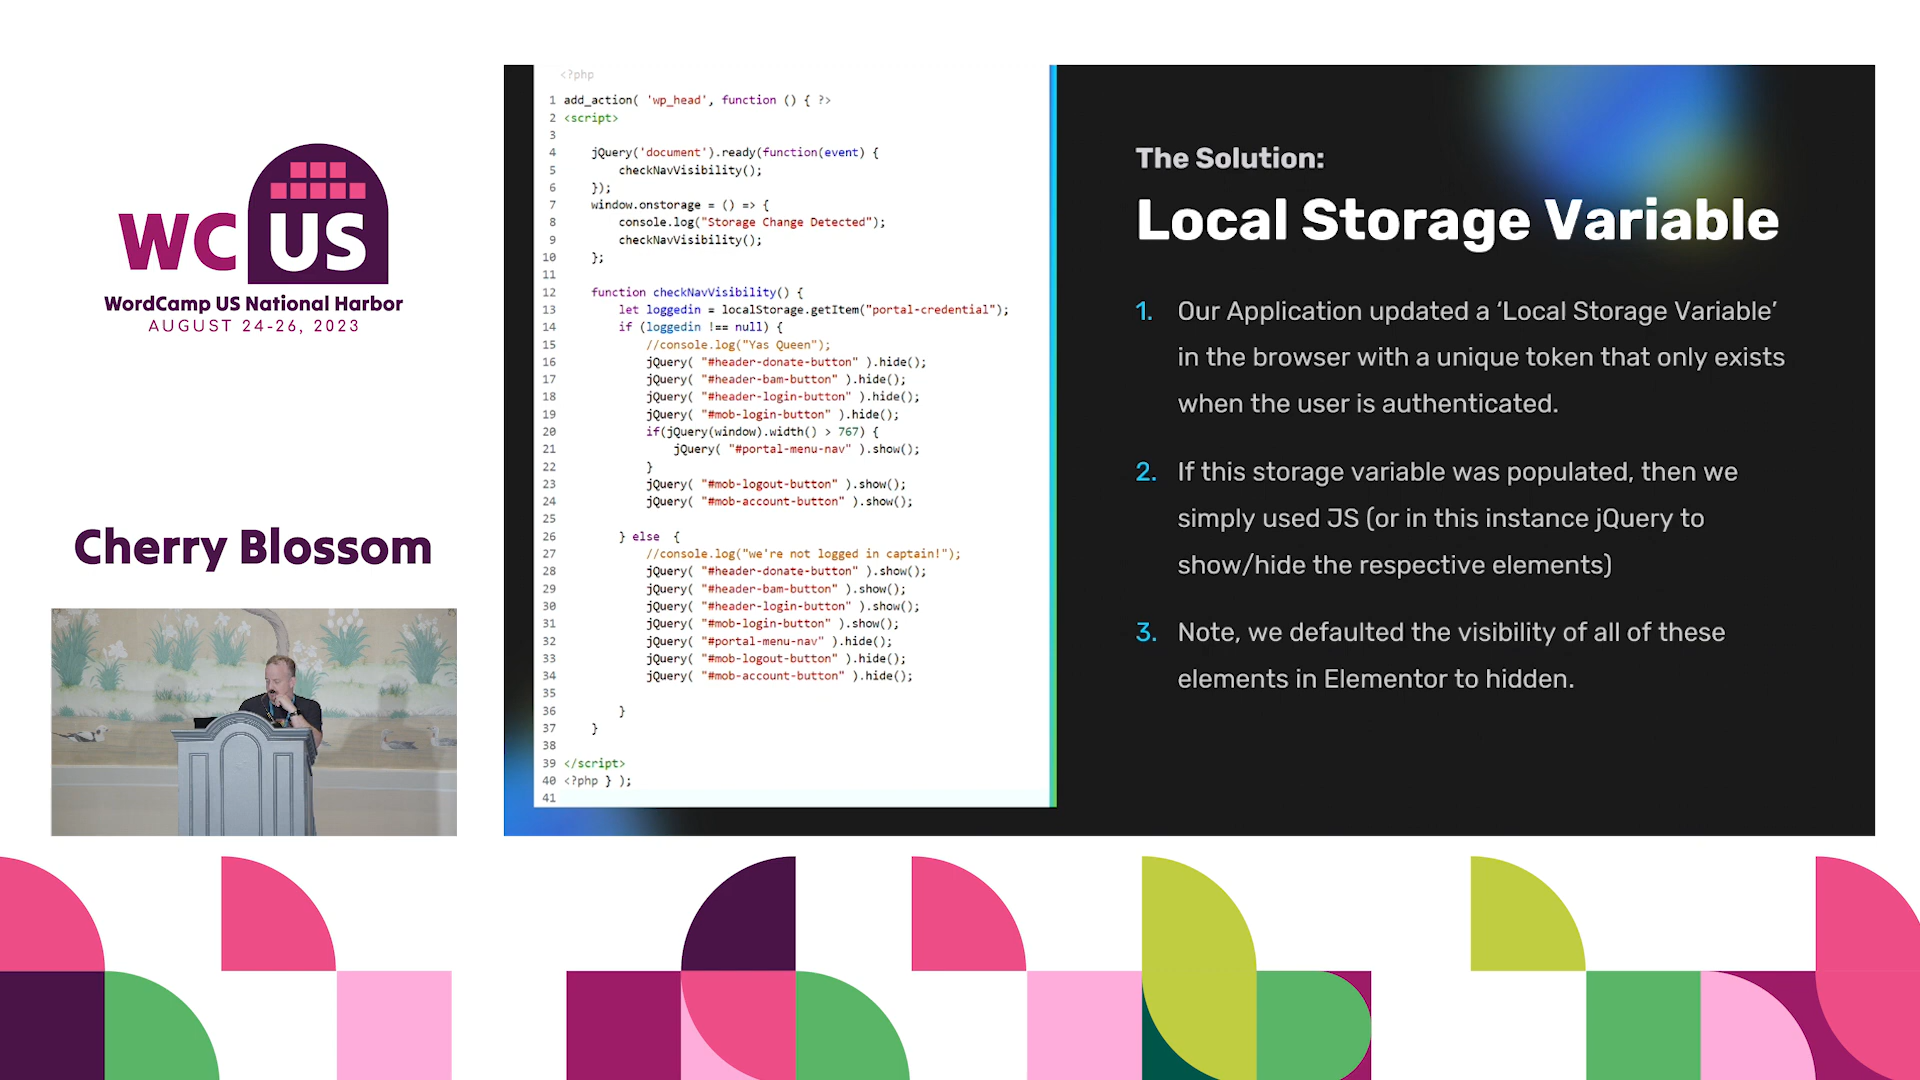 WC US
WordCamp US National Harbor
AUGUST 24-26, 2023
Cherry Blossom
<?php
1 add_action( 'wp_head', function () { ?>
2 <script>
3
4 jQuery('document').ready(function(event) {
5 checkNavVisibility();
6 });
7 window.onstorage = () => {
8 console.log("Storage Change Detected");
9 checkNavVisibility();
10 };
11
12 function checkNavVisibility() {
13 let loggedin = localStorage.getItem("portal-credential");
14 if (loggedin !== null) {
15 //console.log("Yas Queen");
16 jQuery( "#header-donate-button" ).hide();
17 jQuery( "#header-bam-button" ).hide();
18 jQuery( "#header-login-button" ).hide();
19 jQuery( "#mob-login-button" ).hide();
20 if(jQuery(window).width() > 767) {
21 jQuery( "#portal-menu-nav" ).show();
22 }
23 jQuery( "#mob-logout-button" ).show();
24 jQuery( "#mob-account-button" ).show();
25
26 } else {
27 //console.log("we're not logged in captain!");
28 jQuery( "#header-donate-button" ).show();
29 jQuery( "#header-bam-button" ).show();
30 jQuery( "#header-login-button" ).show();
31 jQuery( "#mob-login-button" ).show();
32 jQuery( "#portal-menu-nav" ).hide();
33 jQuery( "#mob-logout-button" ).hide();
34 jQuery( "#mob-account-button" ).hide();
35
36 }
37 }
38
39 </script>
40 <?php } );
41
The Solution:
Local Storage Variable
1. Our Application updated a ‘Local Storage Variable’
in the browser with a unique token that only exists
when the user is authenticated.
2. If this storage variable was populated, then we
simply used JS (or in this instance jQuery to
show/hide the respective elements)
3. Note, we defaulted the visibility of all of these
elements in Elementor to hidden.